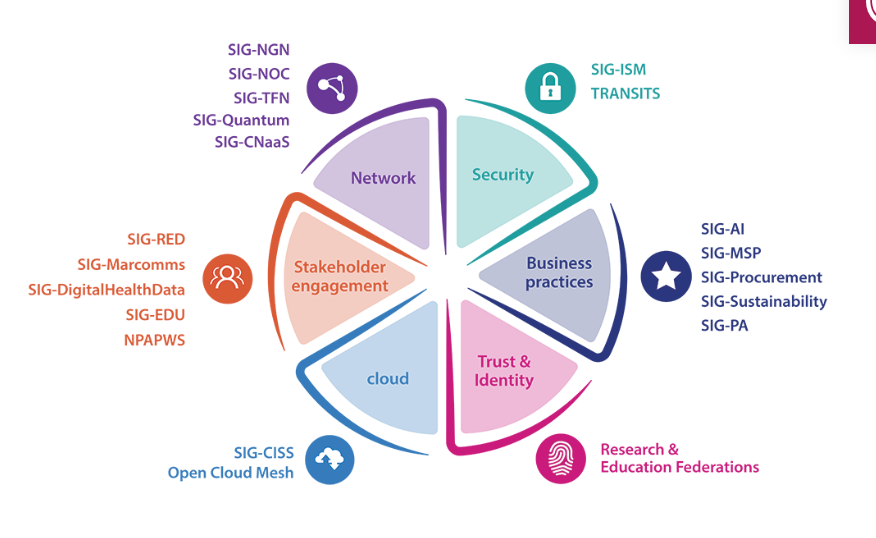 SIG-NGN
SIG-NOC
SIG-TFN
SIG-Quantum
SIG-CNaaS
Network
SIG-ISM
TRANSITS
Security
SIG-RED
SIG-Marcomms
SIG-DigitalHealthData
SIG-EDU
NPAPWS
Stakeholder
engagement
Business
practices
SIG-AI
SIG-MSP
SIG-Procurement
SIG-Sustainability
SIG-PA
cloud
SIG-CISS
Open Cloud Mesh
Trust &
Identity
Research &
Education Federations